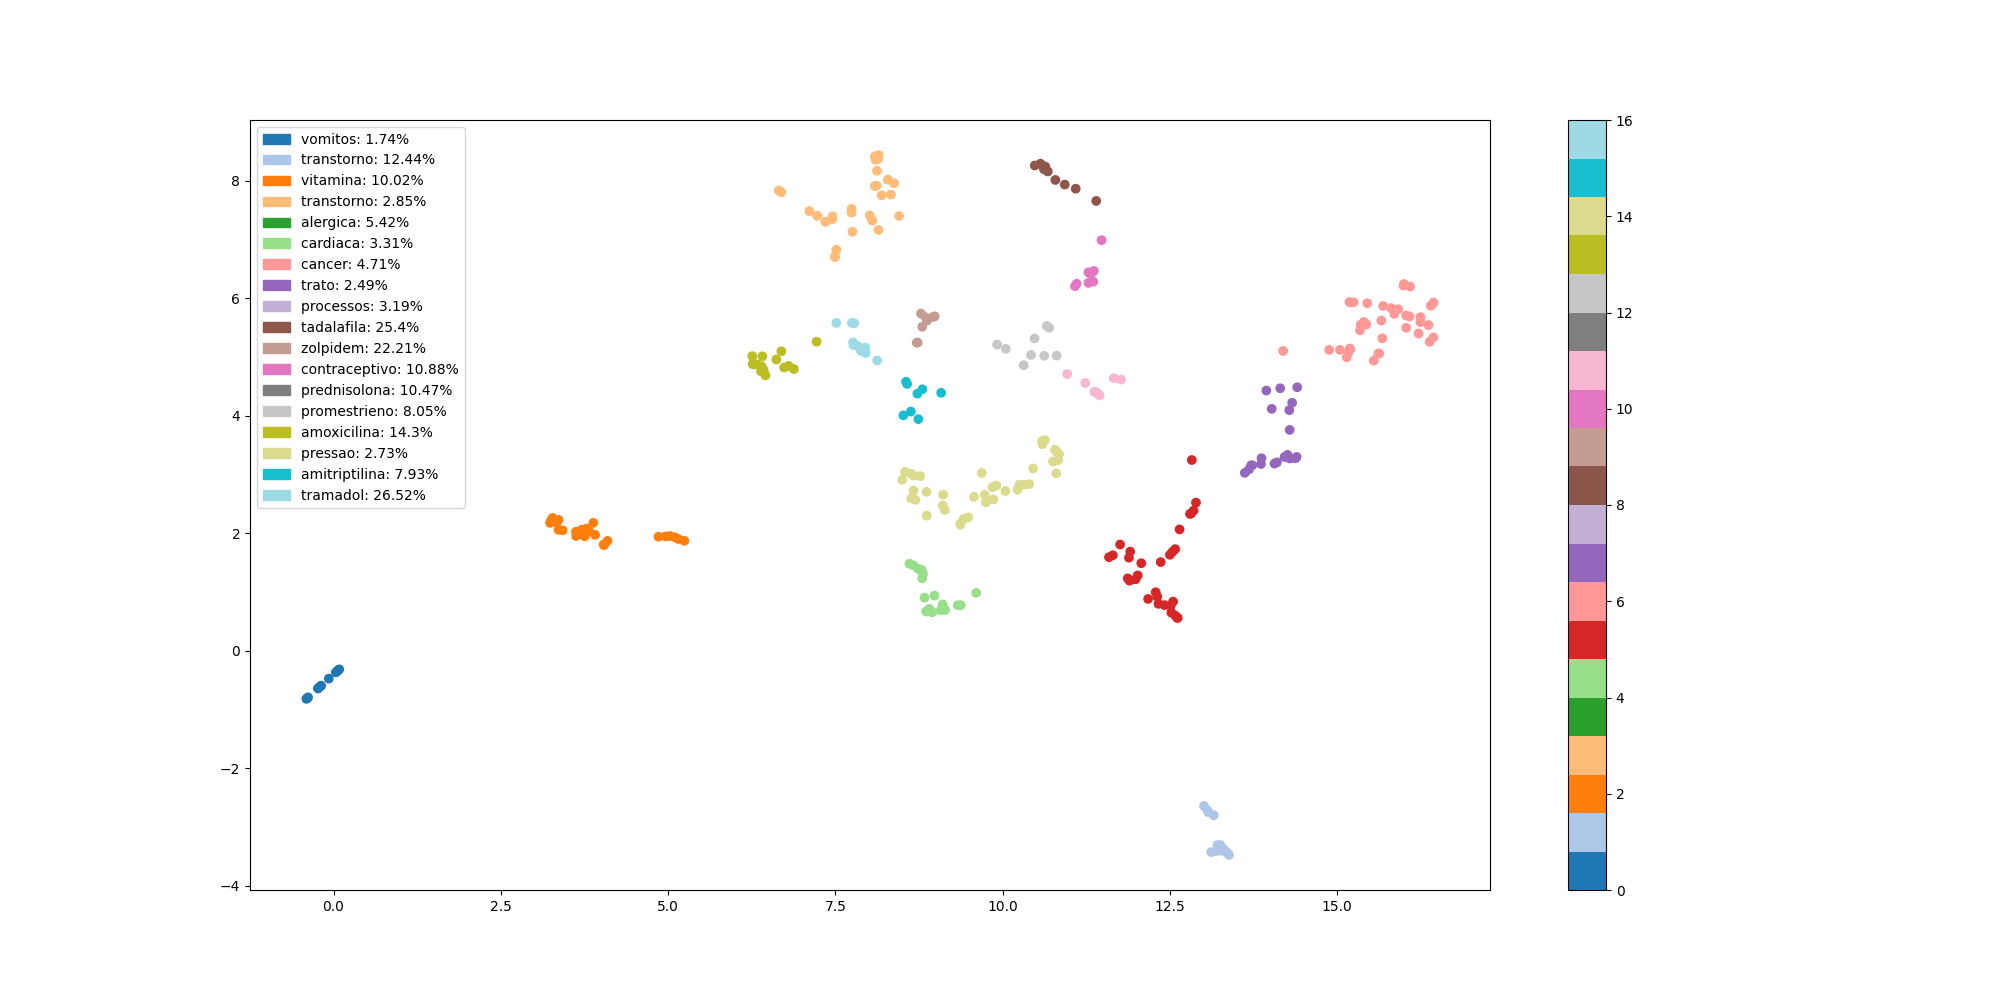 vomitos: 1.74%
transtorno: 12.44%
vitamina: 10.02%
transtorno: 2.85%
alergica: 5.42%
cardiaca: 3.31%
cancer: 4.71%
trato: 2.49%
processos: 3.19%
tadalafila: 25.4%
zolpidem: 22.21%
contraceptivo: 10.88%
prednisolona: 10.47%
promestrieno: 8.05%
amoxicilina: 14.3%
pressao: 2.73%
amitriptilina: 7.93%
tramadol: 26.52%
8
6
4
2
0
−2
−4
0.0 2.5 5.0 7.5 10.0 12.5 15.0
16
14
12
10
8
6
4
2
0